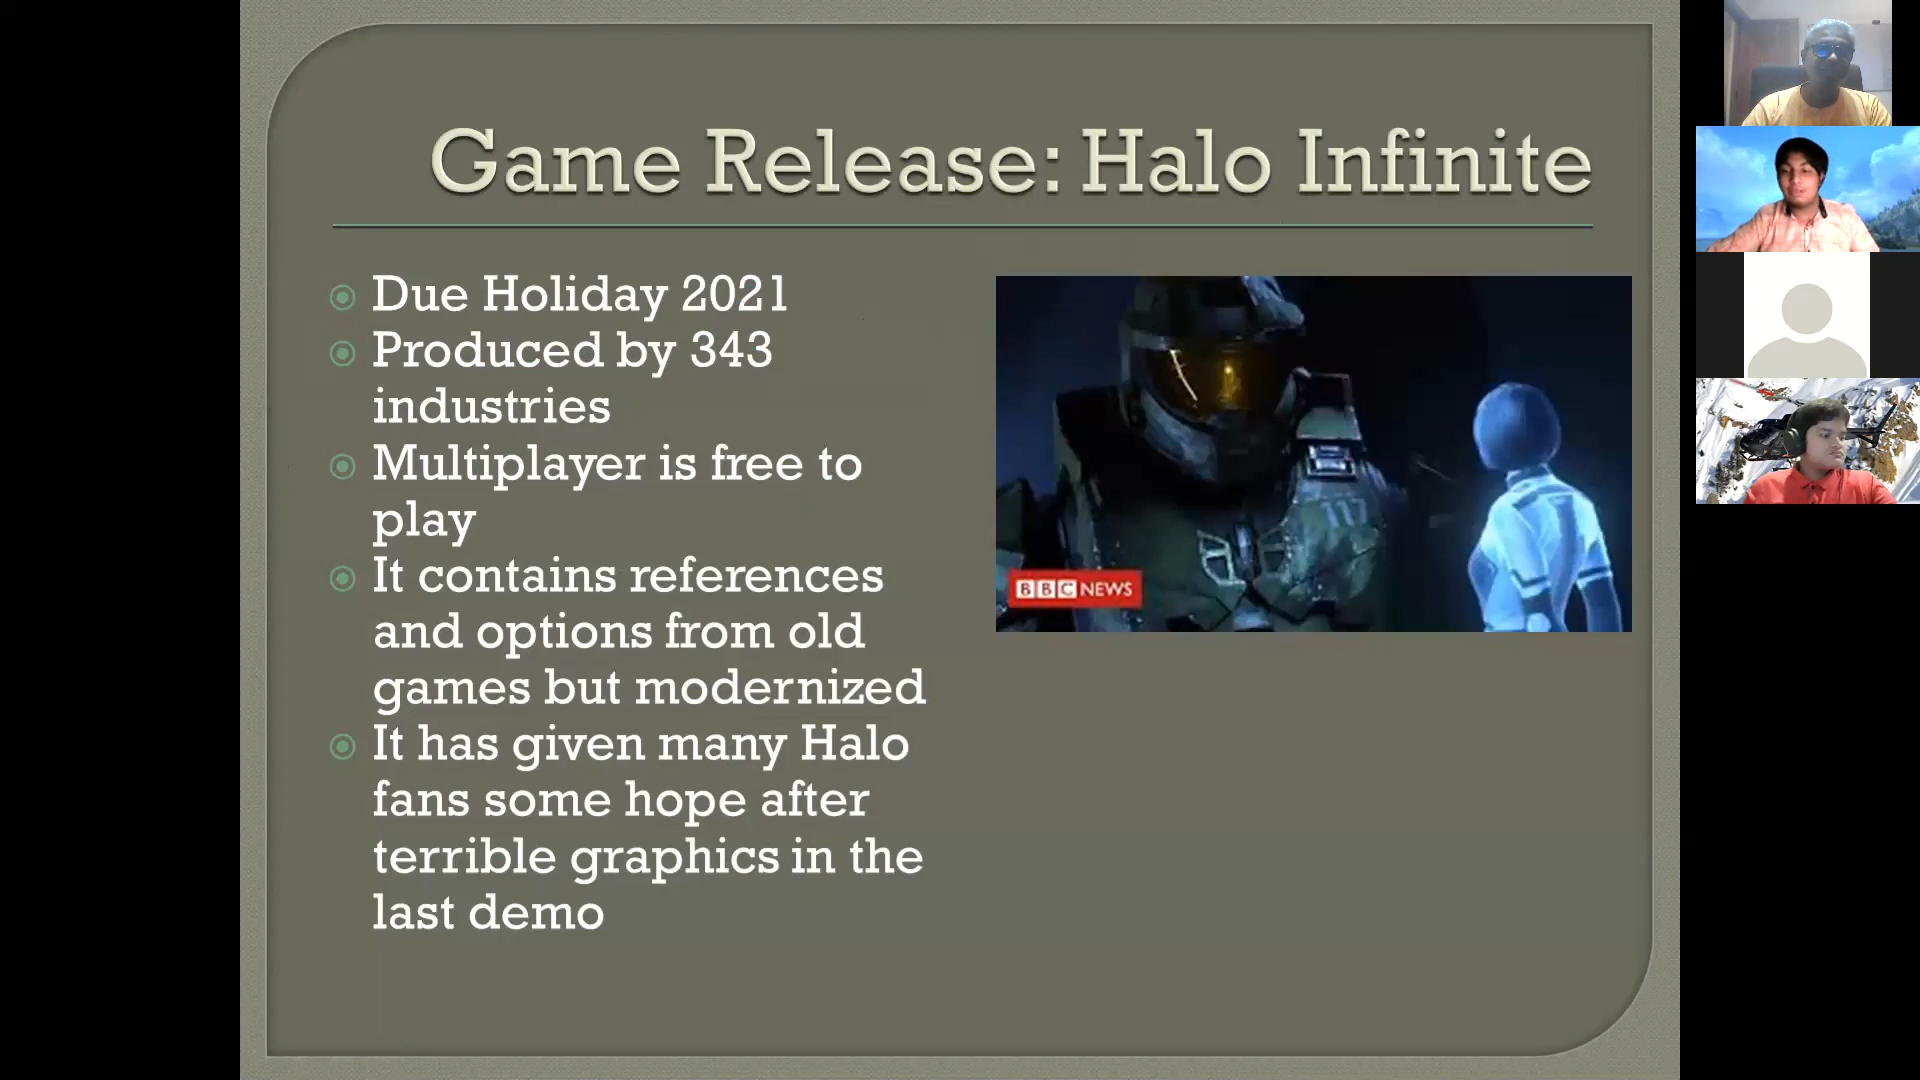 Game Release: Halo Infinite
Due Holiday 2021
Produced by 343
industries
Multiplayer is free to
play
It contains references
and options from old
games but modernized
It has given many Halo
fans some hope after
terrible graphics in the
last demo
117
BBC NEWS